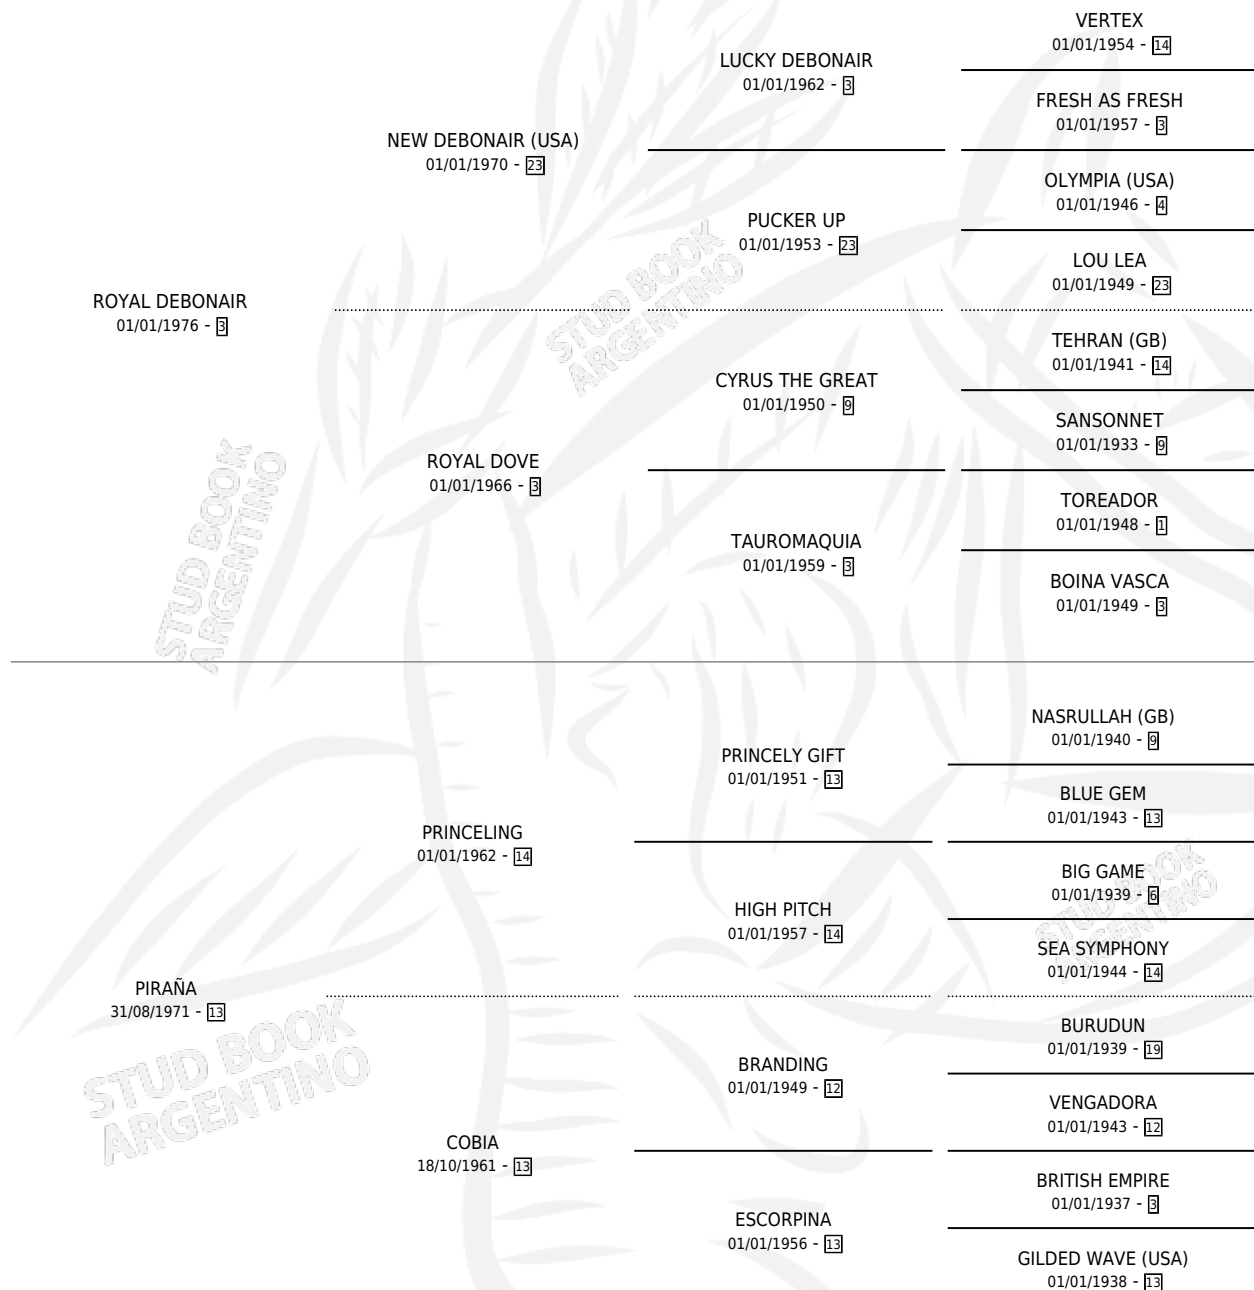 VERTEX
01/01/1954 - 14
LUCKY DEBONAIR
01/01/1962 - 3
FRESH AS FRESH
01/01/1957 - 3
NEW DEBONAIR (USA)
01/01/1970 - 23
OLYMPIA (USA)
01/01/1946 - 4
PUCKER UP
01/01/1953 - 23
LOU LEA
01/01/1949 - 23
ROYAL DEBONAIR
01/01/1976 - 3
STUD BOOK
ARGENTINO
TEHRAN (GB)
01/01/1941 - 14
CYRUS THE GREAT
01/01/1950 - 9
SANSONNET
01/01/1933 - 9
ROYAL DOVE
01/01/1966 - 3
TOREADOR
01/01/1948 - 1
TAUROMAQUIA
01/01/1959 - 3
BOINA VASCA
01/01/1949 - 3
STUD BOOK
ARGENTINO
NASRULLAH (GB)
01/01/1940 - 9
PRINCELY GIFT
01/01/1951 - 13
BLUE GEM
01/01/1943 - 13
PRINCELING
01/01/1962 - 14
BIG GAME
01/01/1939 - 6
HIGH PITCH
01/01/1957 - 14
SEA SYMPHONY
01/01/1944 - 14
STUD BOOK
ARGENTINO
PIRAÑA
31/08/1971 - 13
STUD BOOK
ARGENTINO
BURUDUN
01/01/1939 - 19
BRANDING
01/01/1949 - 12
VENGADORA
01/01/1943 - 12
COBIA
18/10/1961 - 13
BRITISH EMPIRE
01/01/1937 - 3
ESCORPINA
01/01/1956 - 13
GILDED WAVE (USA)
01/01/1938 - 13